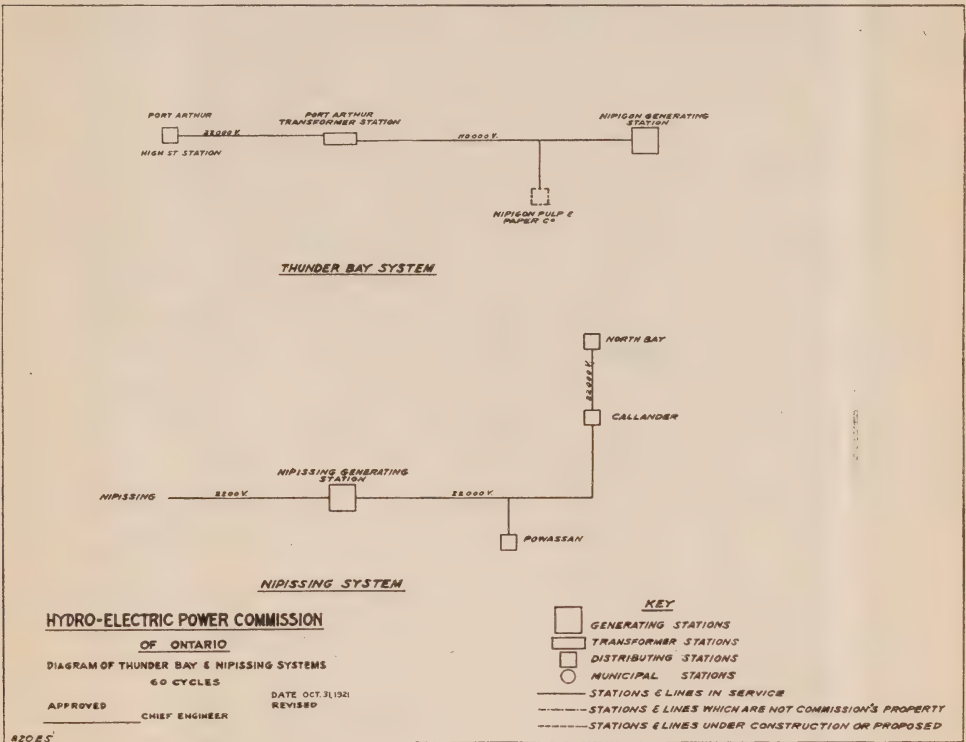 PORT ARTHUR
22000 V.
HIGH ST STATION
PORT ARTHUR
TRANSFORMER STATION
110000 V.
NIPIGON GENERATING
STATION
NIPIGON PULP &
PAPER Co
THUNDER BAY SYSTEM
NORTH BAY
22000 V.
CALLANDER
NIPISSING GENERATING
STATION
NIPISSING
2200 V.
22000 V.
POWASSAN
NIPISSING SYSTEM
HYDRO-ELECTRIC POWER COMMISSION
OF ONTARIO
DIAGRAM OF THUNDER BAY & NIPISSING SYSTEMS
60 CYCLES
DATE OCT. 31, 1921
APPROVED
REVISED
CHIEF ENGINEER
KEY
GENERATING STATIONS
TRANSFORMER STATIONS
DISTRIBUTING STATIONS
MUNICIPAL STATIONS
STATIONS & LINES IN SERVICE
STATIONS & LINES WHICH ARE NOT COMMISSION'S PROPERTY
STATIONS & LINES UNDER CONSTRUCTION OR PROPOSED